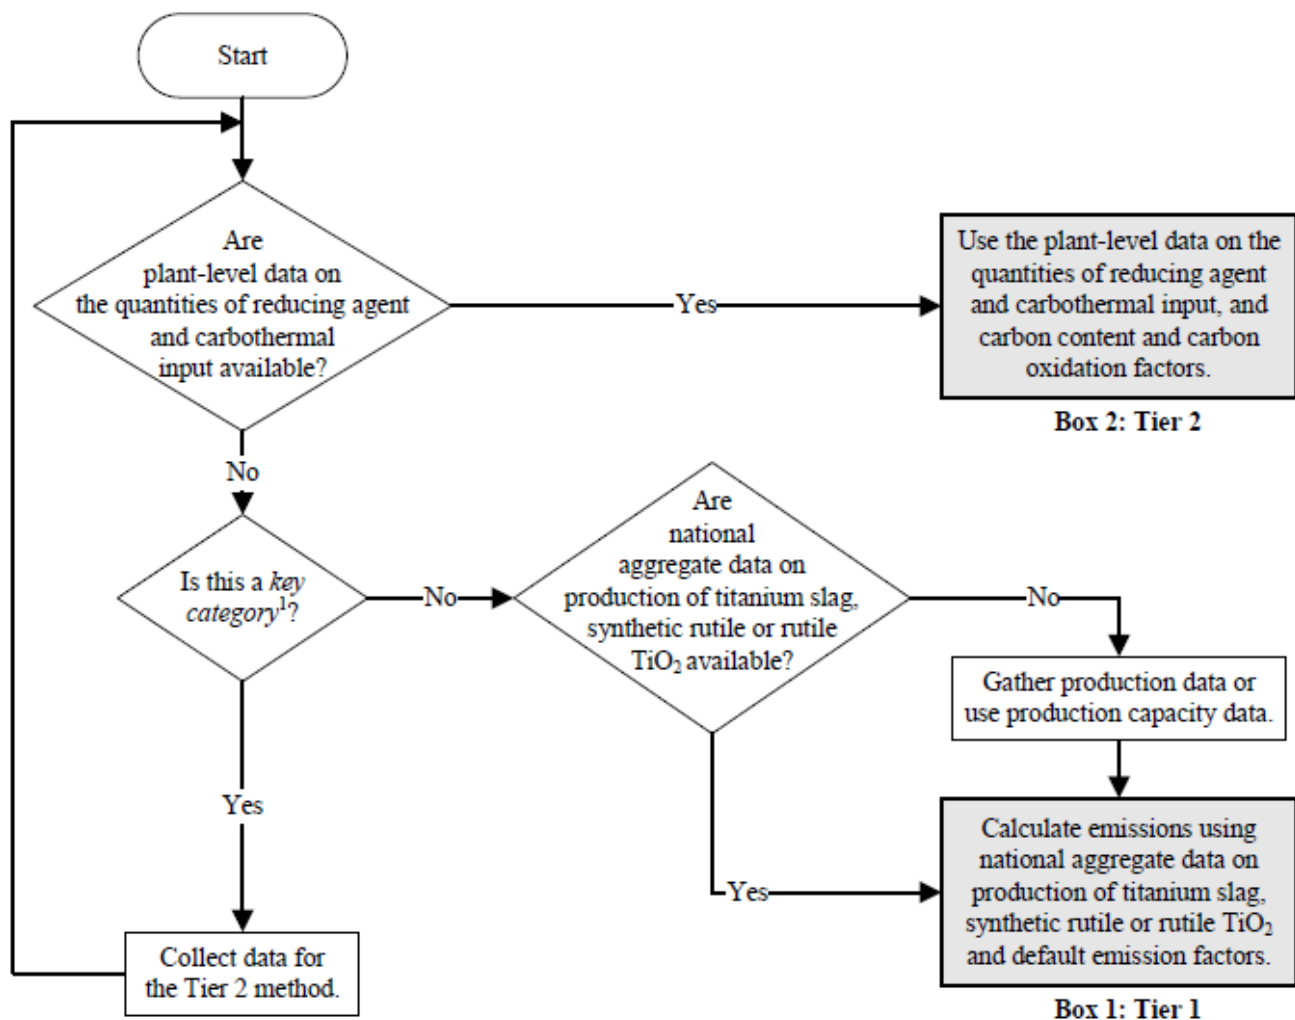 Start
Are
plant-level data on
the quantities of reducing agent
and carbothermal
input available?
Yes
Use the plant-level data on the
quantities of reducing agent
and carbothermal input, and
carbon content and carbon
oxidation factors.
Box 2: Tier 2
No
Is this a key
category¹?
No
Are
national
aggregate data on
production of titanium slag,
synthetic rutile or rutile
TiO₂ available?
No
Gather production data or
use production capacity data.
Yes
Yes
Calculate emissions using
national aggregate data on
production of titanium slag,
synthetic rutile or rutile TiO₂
and default emission factors.
Box 1: Tier 1
Collect data for
the Tier 2 method.